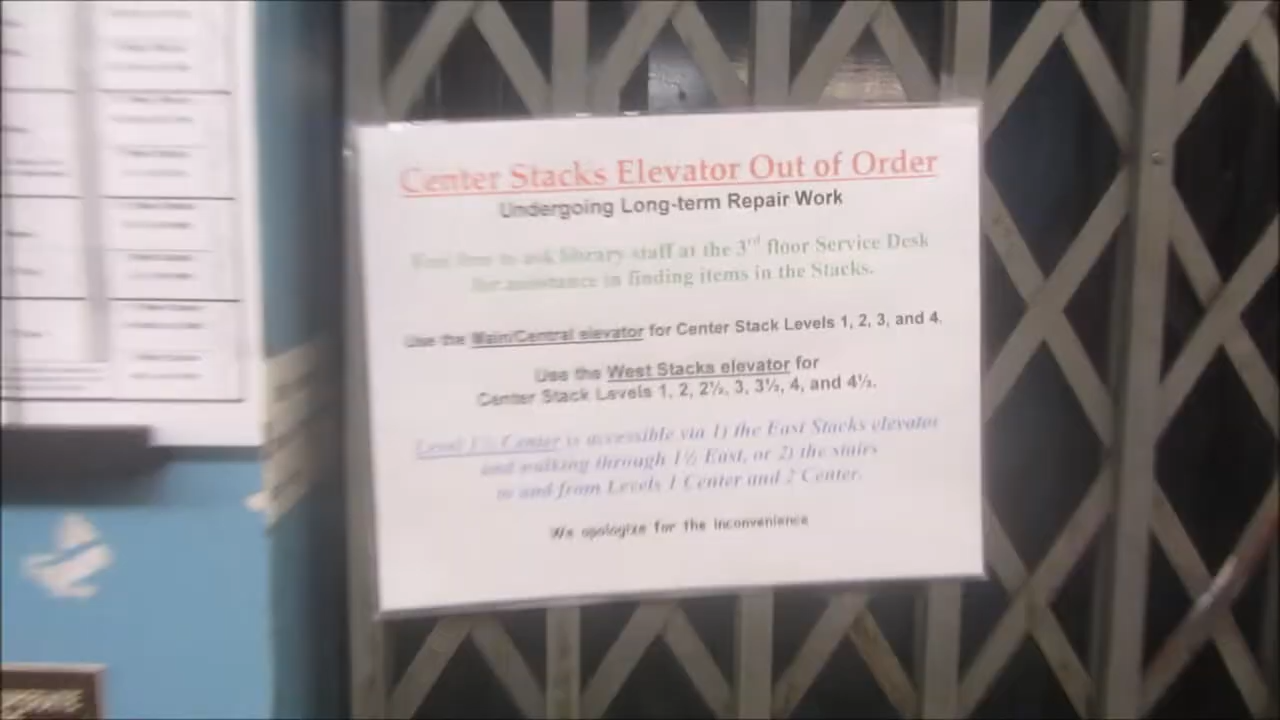 Center Stacks Elevator Out of Order
Undergoing Long-term Repair Work
Feel free to ask library staff at the 3rd floor Service Desk
for assistance in finding items in the Stacks.
Use the Main/Central elevator for Center Stack Levels 1, 2, 3, and 4.
Use the West Stacks elevator for
Center Stack Levels 1, 2, 2½, 3, 3½, 4, and 4½.
Level 1½ Center is accessible via 1) the East Stacks elevator
and walking through 1½ East, or 2) the stairs
to and from Levels 1 Center and 2 Center.
We apologize for the inconvenience